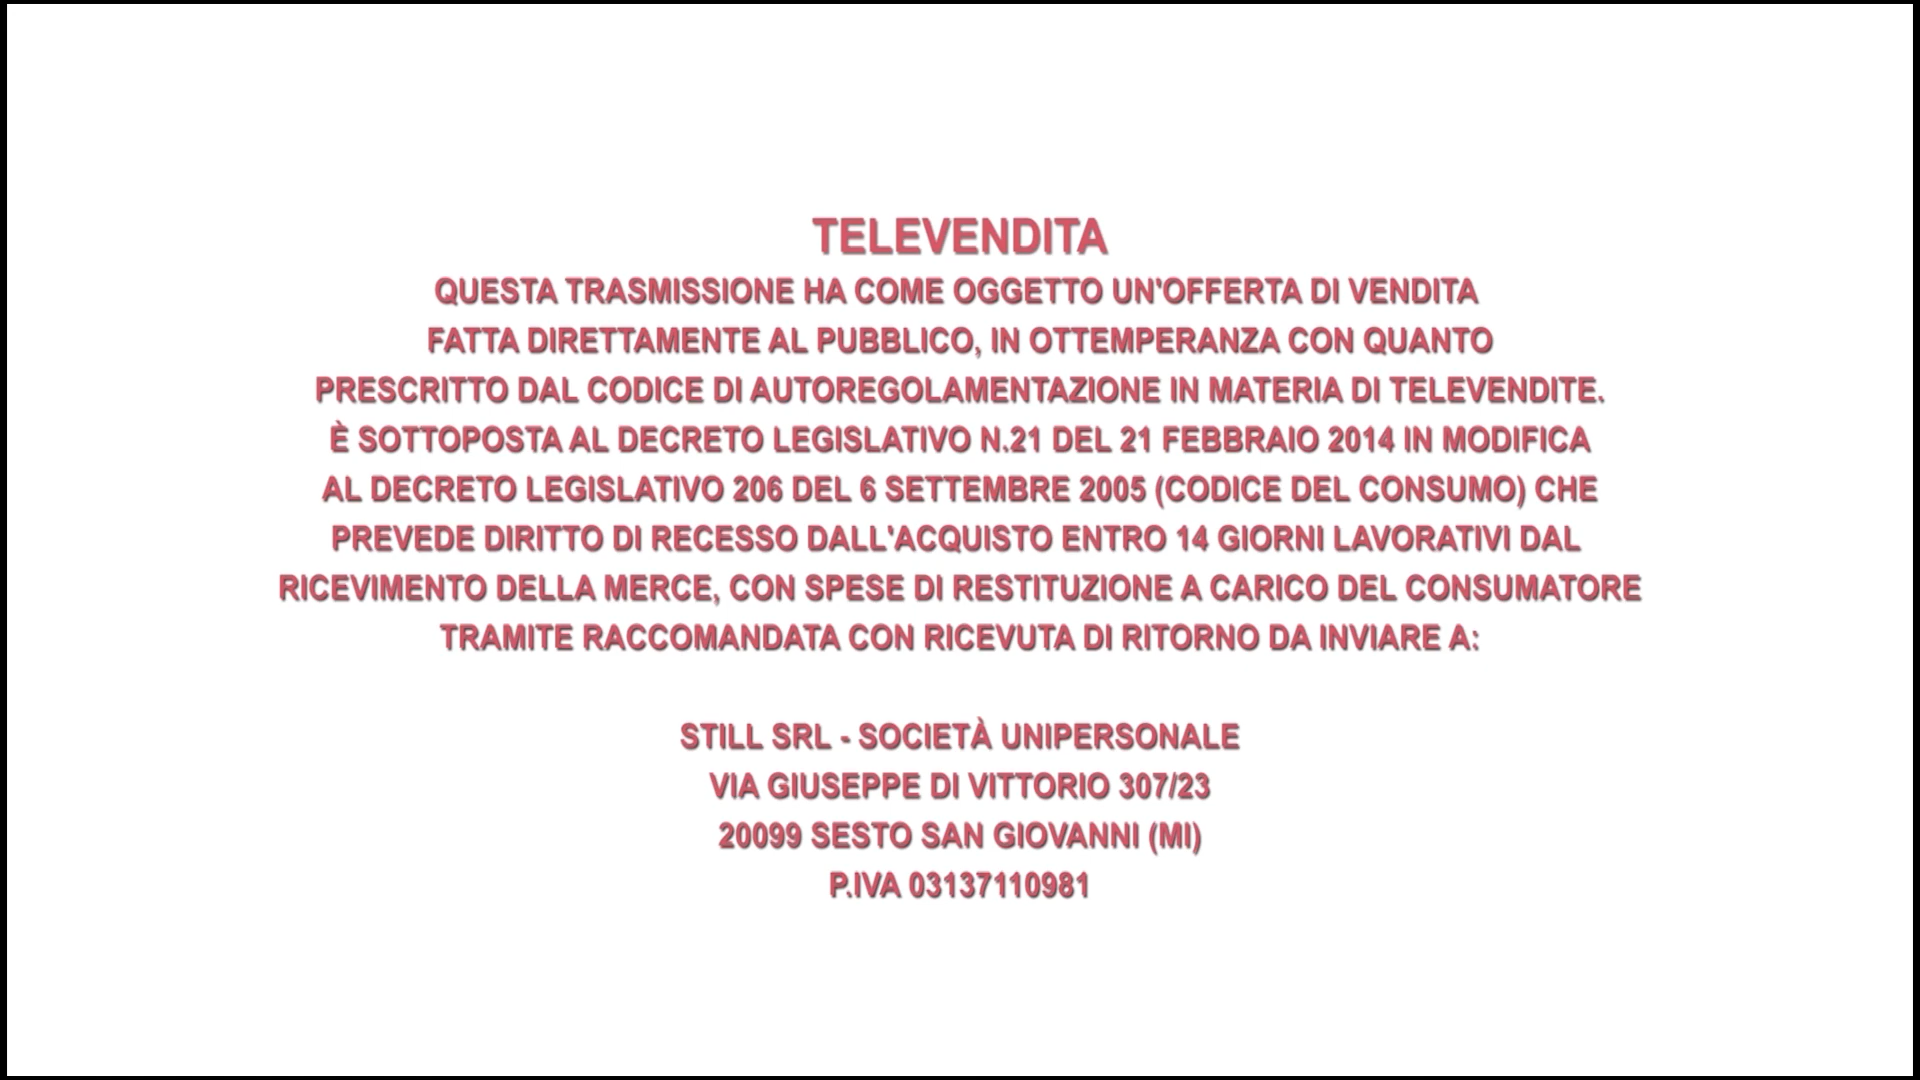 TELEVENDITA
QUESTA TRASMISSIONE HA COME OGGETTO UN'OFFERTA DI VENDITA
FATTA DIRETTAMENTE AL PUBBLICO, IN OTTEMPERANZA CON QUANTO
PRESCRITTO DAL CODICE DI AUTOREGOLAMENTAZIONE IN MATERIA DI TELEVENDITE.
È SOTTOPOSTA AL DECRETO LEGISLATIVO N.21 DEL 21 FEBBRAIO 2014 IN MODIFICA
AL DECRETO LEGISLATIVO 206 DEL 6 SETTEMBRE 2005 (CODICE DEL CONSUMO) CHE
PREVEDE DIRITTO DI RECESSO DALL'ACQUISTO ENTRO 14 GIORNI LAVORATIVI DAL
RICEVIMENTO DELLA MERCE, CON SPESE DI RESTITUZIONE A CARICO DEL CONSUMATORE
TRAMITE RACCOMANDATA CON RICEVUTA DI RITORNO DA INVIARE A:
STILL SRL - SOCIETÀ UNIPERSONALE
VIA GIUSEPPE DI VITTORIO 307/23
20099 SESTO SAN GIOVANNI (MI)
P.IVA 03137110981